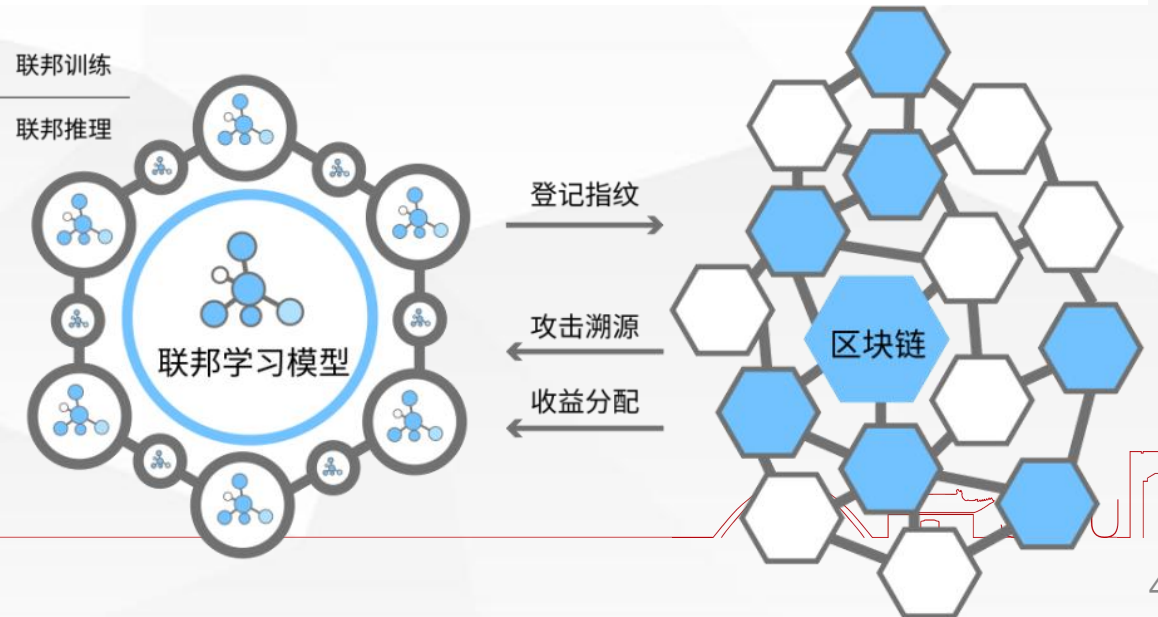 联邦训练
联邦推理
联邦学习模型
登记指纹
攻击溯源
收益分配
区块链